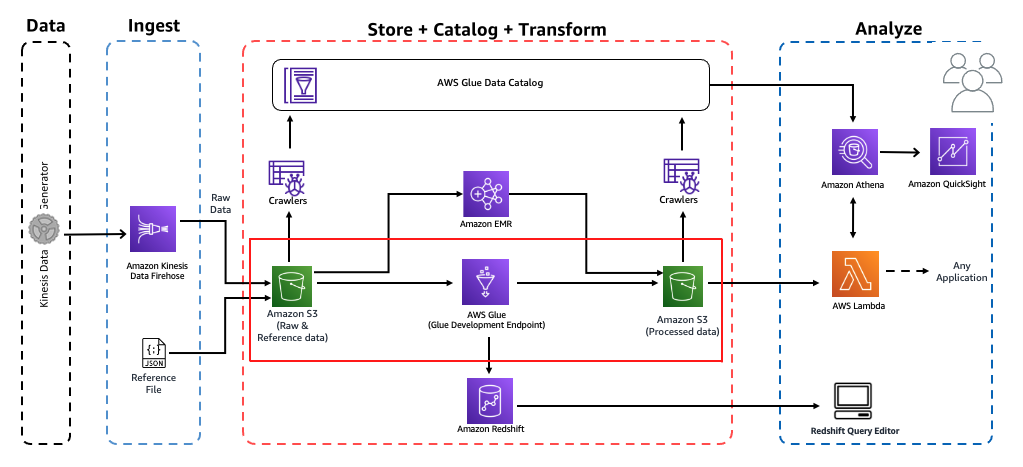 Data
Ingest
Store + Catalog + Transform
Analyze
AWS Glue Data Catalog
Kinesis Data Generator
Raw
Data
Crawlers
Crawlers
Amazon EMR
Amazon Athena
Amazon QuickSight
Amazon Kinesis
Data Firehose
Amazon S3
(Raw &
Reference data)
AWS Glue
(Glue Development Endpoint)
Amazon S3
(Processed data)
AWS Lambda
Any
Application
{;}
JSON
Reference
File
Amazon Redshift
Redshift Query Editor